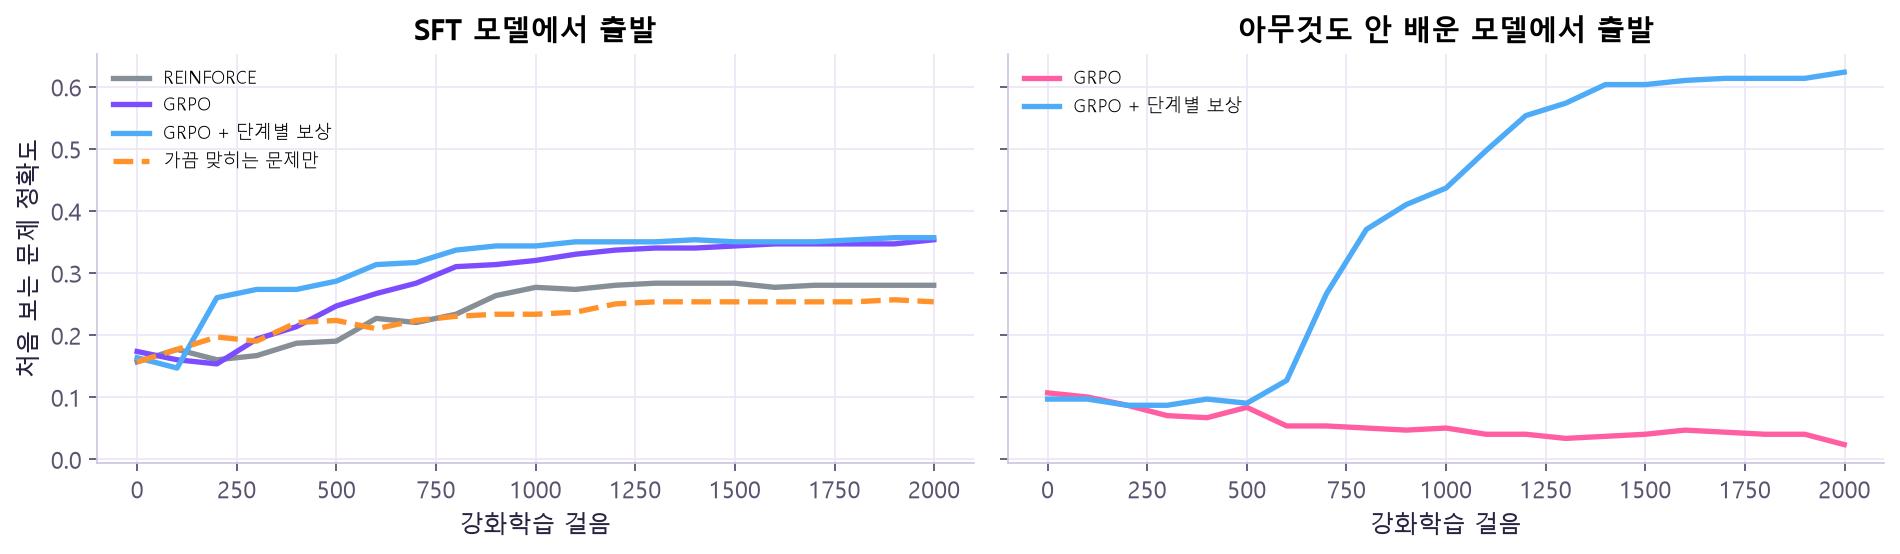 SFT 모델에서 출발
REINFORCE
GRPO
GRPO + 단계별 보상
가끔 맞히는 문제만
처음 보는 문제 정확도
0.6
0.5
0.4
0.3
0.2
0.1
0.0
0 250 500 750 1000 1250 1500 1750 2000
강화학습 걸음
아무것도 안 배운 모델에서 출발
GRPO
GRPO + 단계별 보상
0 250 500 750 1000 1250 1500 1750 2000
강화학습 걸음